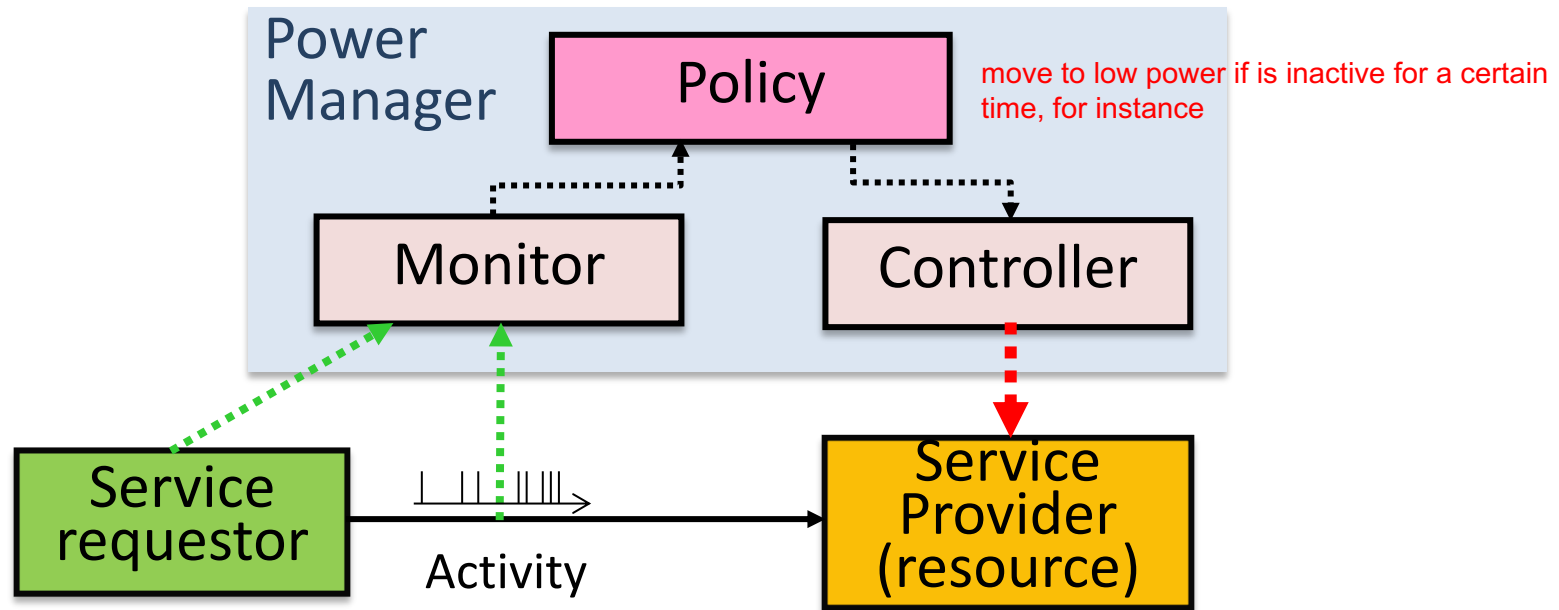 Power
Manager
Policy
move to low power if is inactive for a certain
time, for instance
Monitor
Controller
Service
requestor
Activity
Service
Provider
(resource)